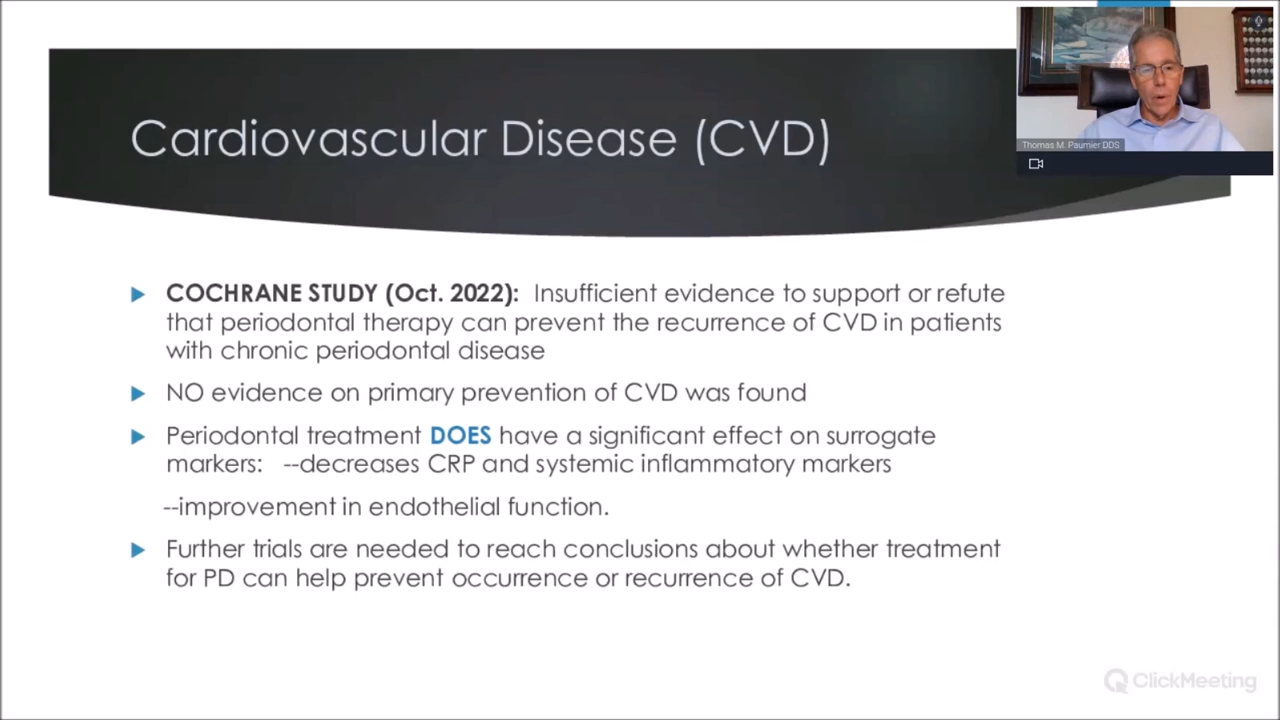 Cardiovascular Disease (CVD)
Thomas M. Paumier DDS
COCHRANE STUDY (Oct. 2022): Insufficient evidence to support or refute
that periodontal therapy can prevent the recurrence of CVD in patients
with chronic periodontal disease
NO evidence on primary prevention of CVD was found
Periodontal treatment DOES have a significant effect on surrogate
markers: --decreases CRP and systemic inflammatory markers
--improvement in endothelial function.
Further trials are needed to reach conclusions about whether treatment
for PD can help prevent occurrence or recurrence of CVD.
ClickMeeting